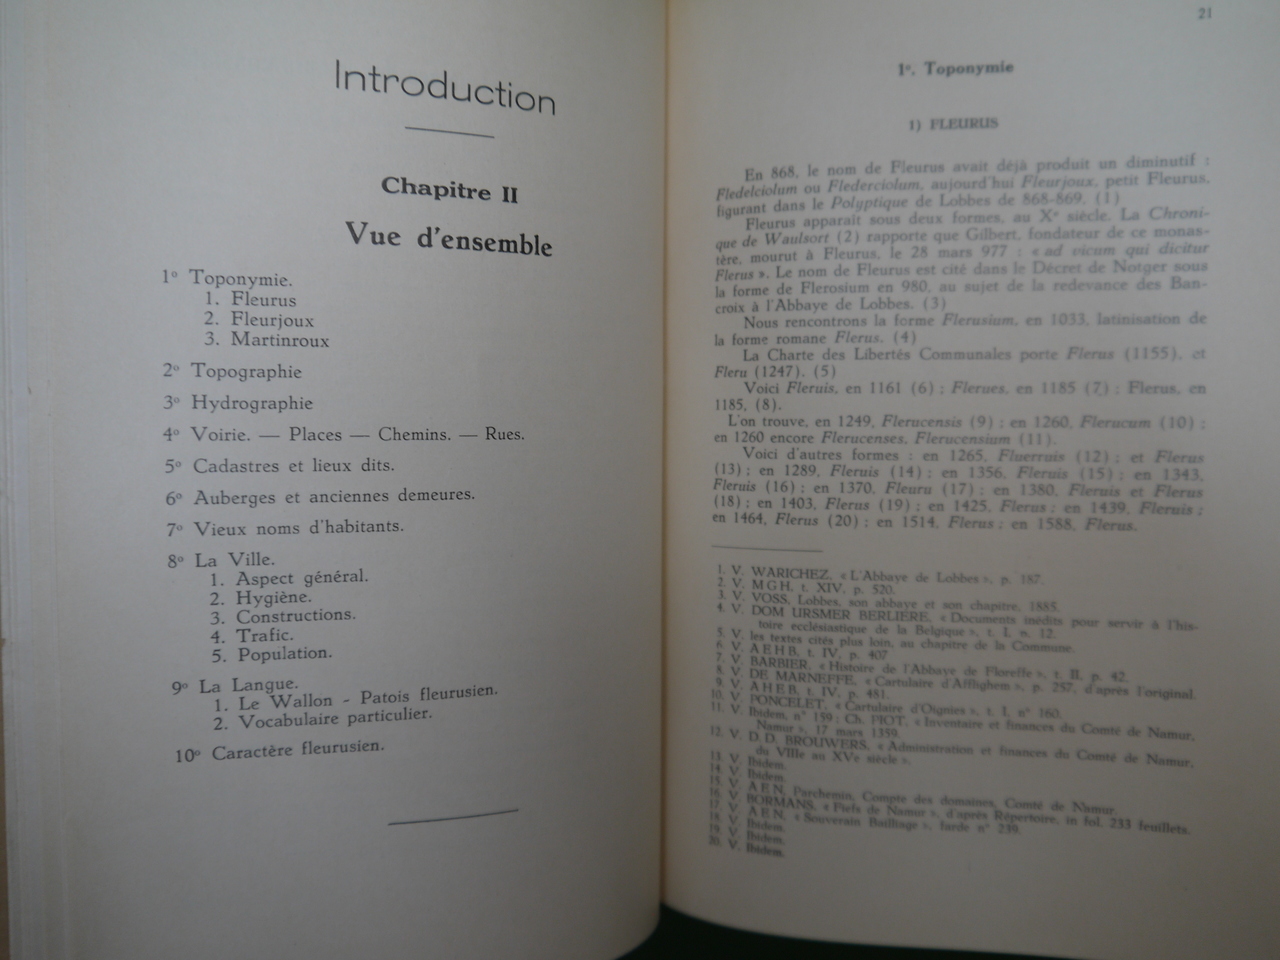 Introduction
Chapitre II
Vue d'ensemble
1º Toponymie.
1. Fleurus
2. Fleurjoux
3. Martinroux
2º Topographie
3º Hydrographie
4º Voirie. — Places — Chemins. — Rues.
5º Cadastres et lieux dits.
6º Auberges et anciennes demeures.
7º Vieux noms d'habitants.
8º La Ville.
1. Aspect général.
2. Hygiène.
3. Constructions.
4. Trafic.
5. Population.
9º La Langue.
1. Le Wallon - Patois fleurusien.
2. Vocabulaire particulier.
10º Caractère fleurusien.
21
1º. Toponymie
1) FLEURUS
En 868, le nom de Fleurus avait déjà produit un diminutif :
Fledelciolum ou Flederciolum, aujourd'hui Fleurjoux, petit Fleurus,
figurant dans le Polyptique de Lobbes de 868-869. (1)
Fleurus apparaît sous deux formes, au Xe siècle. La Chroni-
que de Waulsort (2) rapporte que Gilbert, fondateur de ce monas-
tère, mourut à Fleurus, le 28 mars 977 : « ad vicum qui dicitur
Flerus ». Le nom de Fleurus est cité dans le Décret de Notger sous
la forme de Flerosium en 980, au sujet de la redevance des Ban-
croix à l'Abbaye de Lobbes. (3)
Nous rencontrons la forme Flerusium, en 1033, latinisation de
la forme romane Flerus. (4)
La Charte des Libertés Communales porte Flerus (1155), et
Fleru (1247). (5)
Voici Fleruis, en 1161 (6) ; Flerues, en 1185 (7) ; Flerus, en
1185, (8).
L'on trouve, en 1249, Flerucensis (9) ; en 1260, Flerucum (10) ;
en 1260 encore Flerucenses, Flerucensium (11).
Voici d'autres formes : en 1265, Fluerruis (12) ; et Flerus
(13) ; en 1289, Fleruis (14) ; en 1356, Fleruis (15) ; en 1343,
Fleruis (16) ; en 1370, Fleuru (17) ; en 1380, Fleruis et Flerus
(18) ; en 1403, Flerus (19) ; en 1425, Flerus ; en 1439, Fleruis ;
en 1464, Flerus (20) ; en 1514, Flerus ; en 1588, Flerus.
1. V. WARICHEZ, « L'Abbaye de Lobbes », p. 187.
2. V. M G H, t. XIV, p. 520.
3. V. VOSS, Lobbes, son abbaye et son chapitre, 1885.
4. V. DOM URSMER BERLIERE, « Documents inédits pour servir à l'his-
toire ecclésiastique de la Belgique », t. I, n. 12.
5. V. les textes cités plus loin, au chapitre de la Commune.
6. V. A E H B, t. IV, p. 407
7. V. BARBIER, « Histoire de l'Abbaye de Floreffe », t. II, p. 42.
8. V. DE MARNEFFE, « Cartulaire d'Afflighem », p. 257, d'après l'original.
9. V. A H E B, t. IV, p. 481.
10. V. PONCELET, « Cartulaire d'Oignies », t. I, nº 160.
11. V. Ibidem, nº 159 ; Ch. PIOT, « Inventaire et finances du Comté de Namur,
Namur », 17 mars 1359.
12. V. D. D. BROUWERS, « Administration et finances du Comté de Namur,
du VIIIe au XVe siècle ».
13. V. Ibidem.
14. V. Ibidem.
15. V. A E N, Parchemin, Compte des domaines, Comté de Namur.
16. V. BORMANS, « Fiefs de Namur », d'après Répertoire, in fol. 233 feuillets.
17. V. A E N, « Souverain Bailliage », farde nº 239.
18. V. Ibidem.
19. V. Ibidem.
20. V. Ibidem.